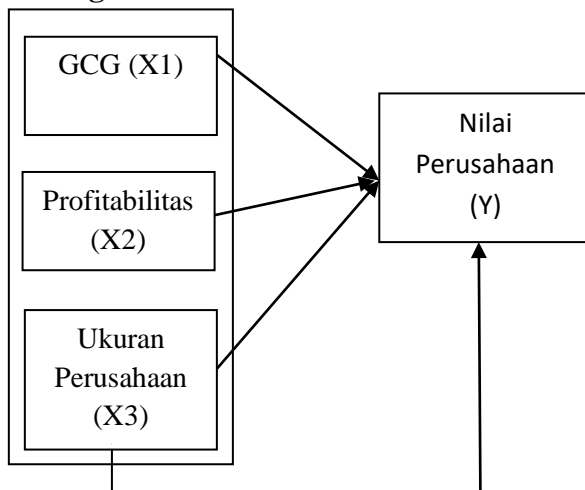 GCG (X1)
Profitabilitas
(X2)
Ukuran
Perusahaan
(X3)
Nilai
Perusahaan
(Y)